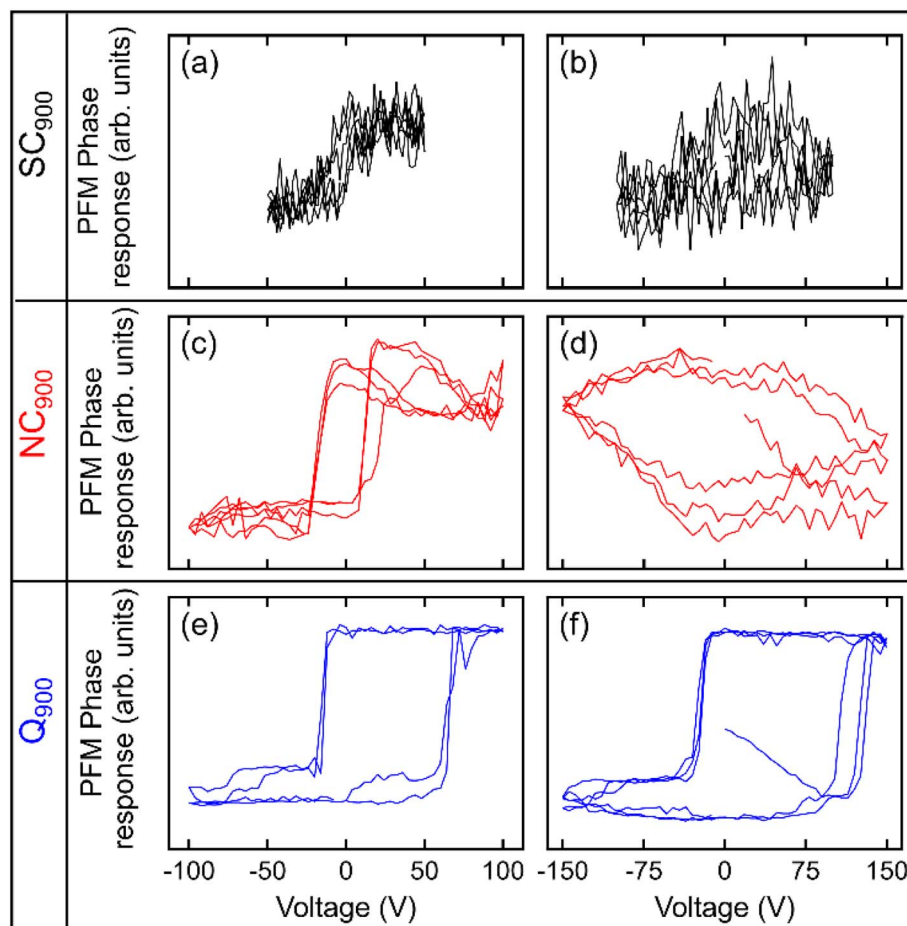 SC900
PFM Phase
response (arb. units)
(a)
(b)
NC900
PFM Phase
response (arb. units)
(c)
(d)
Q900
PFM Phase
response (arb. units)
(e)
(f)
-100 -50 0 50 100
-150 -75 0 75 150
Voltage (V)
Voltage (V)